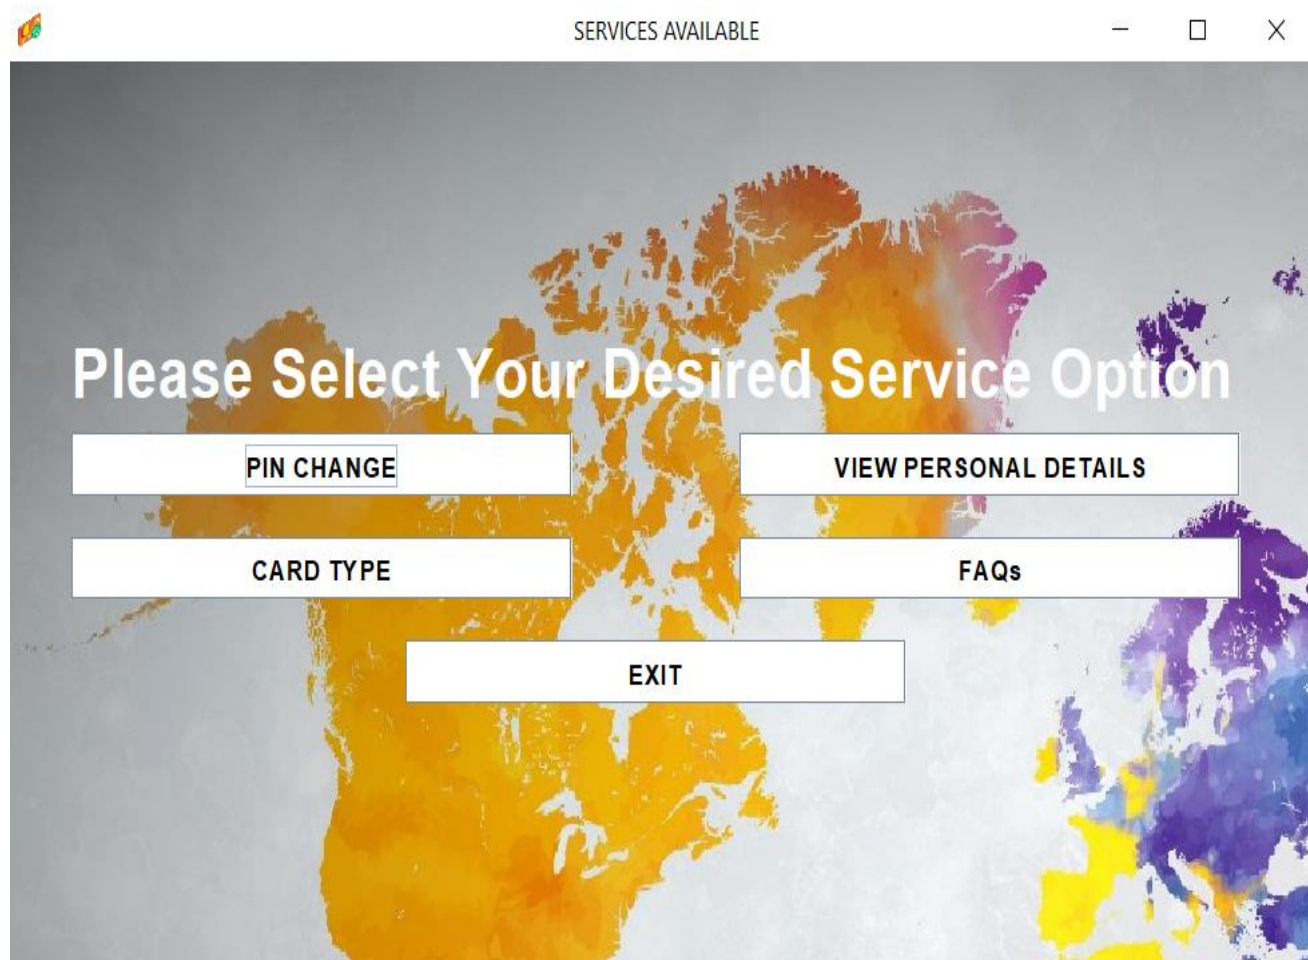 SERVICES AVAILABLE
Please Select Your Desired Service Option
PIN CHANGE
VIEW PERSONAL DETAILS
CARD TYPE
FAQs
EXIT